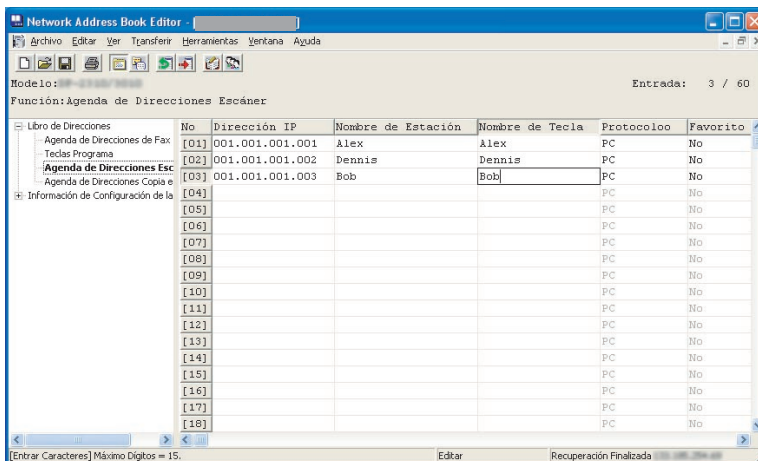 Network Address Book Editor - [ ]
Archivo Editar Ver Transferir Herramientas Ventana Ayuda
Modelo:
Entrada: 3 / 60
Función:Agenda de Direcciones Escáner
Libro de Direcciones
Agenda de Direcciones de Fax
Teclas Programa
Agenda de Direcciones Esc
Agenda de Direcciones Copia e
Información de Configuración de la
No Dirección IP Nombre de Estación Nombre de Tecla Protocoloo Favorito
[01] 001.001.001.001 Alex Alex PC No
[02] 001.001.001.002 Dennis Dennis PC No
[03] 001.001.001.003 Bob Bob PC No
[04] PC No
[05] PC No
[06] PC No
[07] PC No
[08] PC No
[09] PC No
[10] PC No
[11] PC No
[12] PC No
[13] PC No
[14] PC No
[15] PC No
[16] PC No
[17] PC No
[18] PC No
[Entrar Caracteres] Máximo Dígitos = 15. Editar Recuperación Finalizada